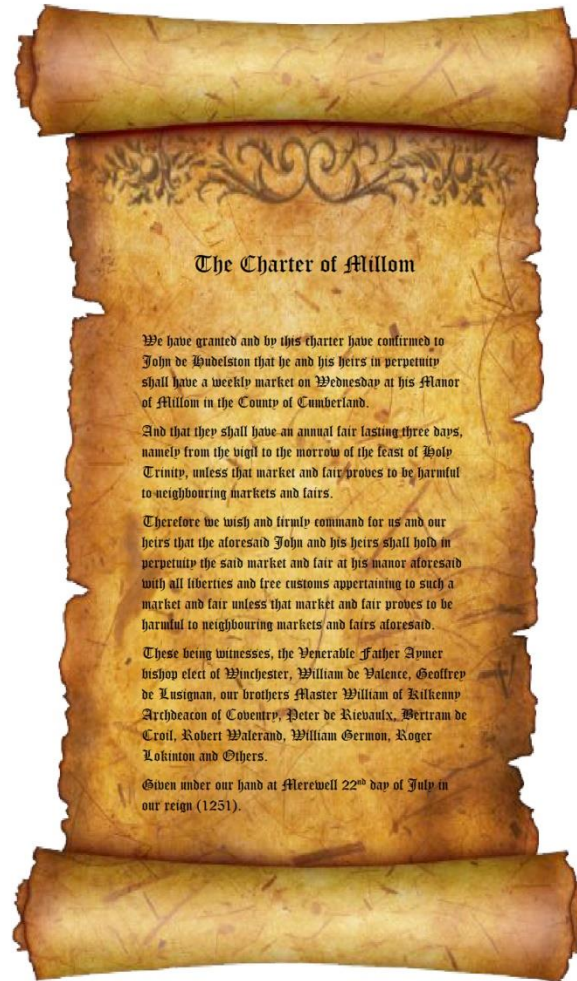 The Charter of Millom
We have granted and by this charter have confirmed to
John de Hudelston that he and his heirs in perpetuity
shall have a weekly market on Wednesday at his Manor
of Millom in the County of Cumberland.
And that they shall have an annual fair lasting three days,
namely from the vigil to the morrow of the feast of Holy
Trinity, unless that market and fair proves to be harmful
to neighbouring markets and fairs.
Therefore we wish and firmly command for us and our
heirs that the aforesaid John and his heirs shall hold in
perpetuity the said market and fair at his manor aforesaid
with all liberties and free customs appertaining to such a
market and fair unless that market and fair proves to be
harmful to neighbouring markets and fairs aforesaid.
These being witnesses, the Venerable Father Aymer
bishop elect of Winchester, William de Valence, Geoffrey
de Lusignan, our brothers Master William of Kilkenny
Archdeacon of Coventry, Peter de Rievaulx, Bertram de
Croil, Robert Walerand, William Germon, Roger
Lokinton and Others.
Given under our hand at Merewell 22nd day of July in
our reign (1251).